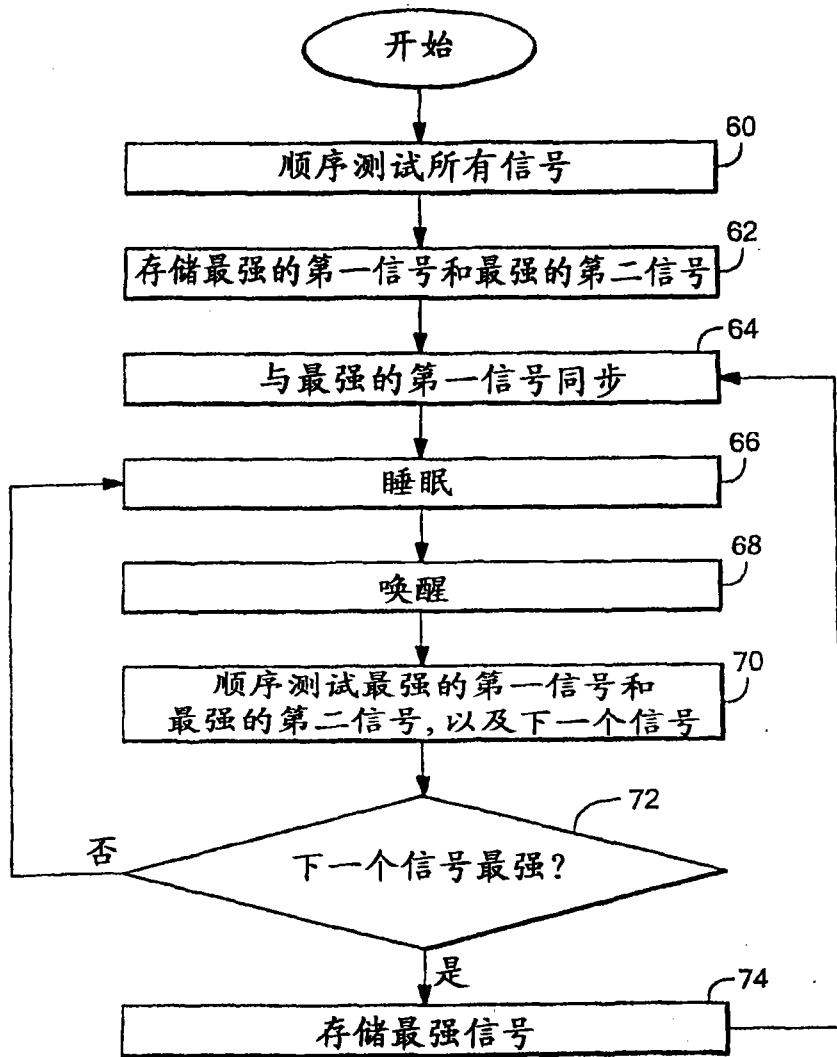 开始
60
顺序测试所有信号
62
存储最强的第一信号和最强的第二信号
64
与最强的第一信号同步
66
睡眠
68
唤醒
70
顺序测试最强的第一信号和
最强的第二信号,以及下一个信号
72
否
下一个信号最强?
是
74
存储最强信号